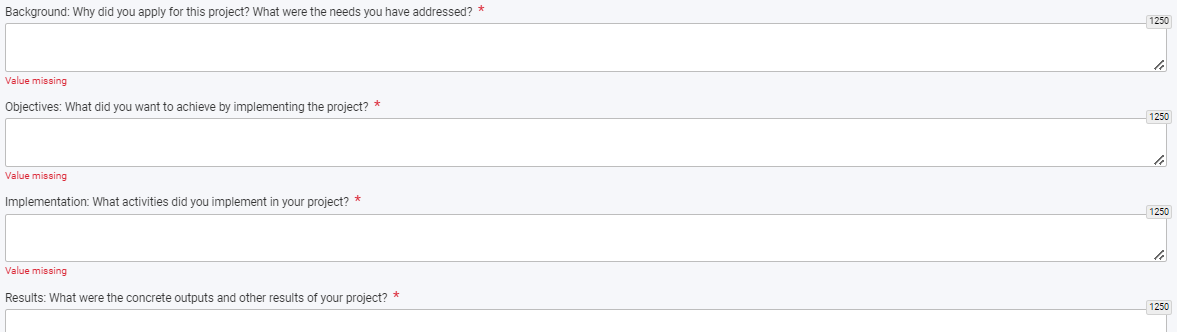 Background: Why did you apply for this project? What were the needs you have addressed? *
1250
Value missing
Objectives: What did you want to achieve by implementing the project? *
1250
Value missing
Implementation: What activities did you implement in your project? *
1250
Value missing
Results: What were the concrete outputs and other results of your project? *
1250